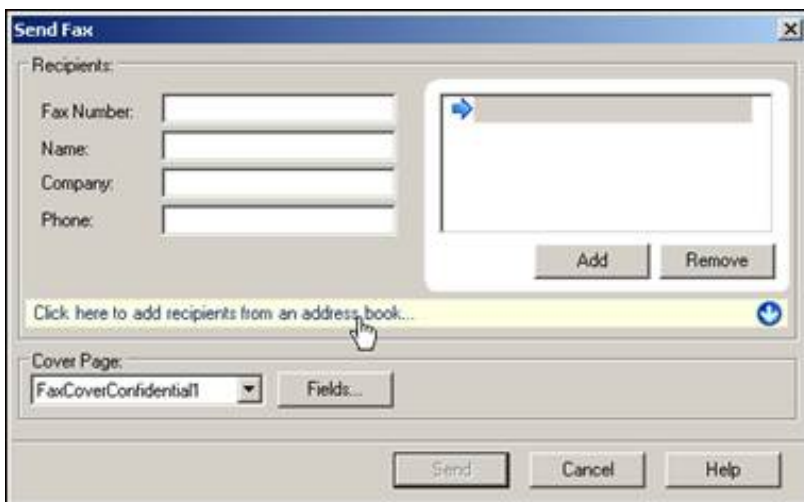 Send Fax
Recipients:
Fax Number:
Name:
Company:
Phone:
Add Remove
Click here to add recipients from an address book...
Cover Page:
FaxCoverConfidential1 Fields...
Send Cancel Help